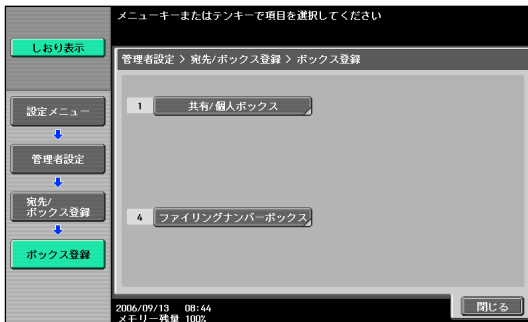 メニューキーまたはテンキーで項目を選択してください
しおり表示
管理者設定 > 宛先/ボックス登録 > ボックス登録
設定メニュー
管理者設定
宛先/
ボックス登録
ボックス登録
1 共有/個人ボックス
4 ファイリングナンバーボックス
2006/09/13 08:44
メモリー残量 100%
閉じる